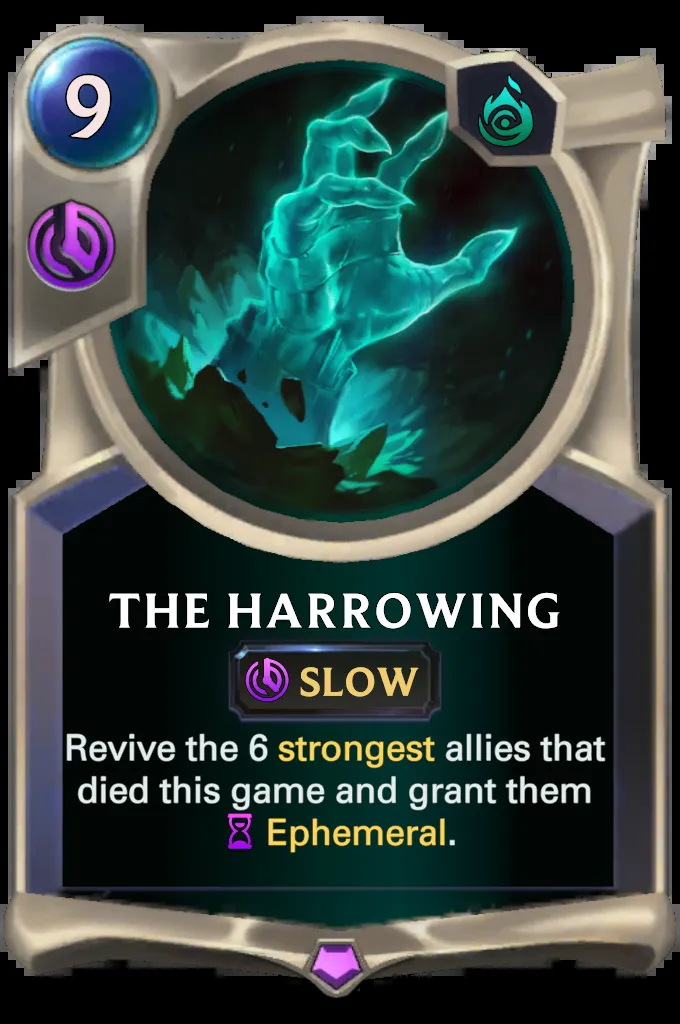 9
THE HARROWING
SLOW
Revive the 6 strongest allies that
died this game and grant them
Ephemeral.